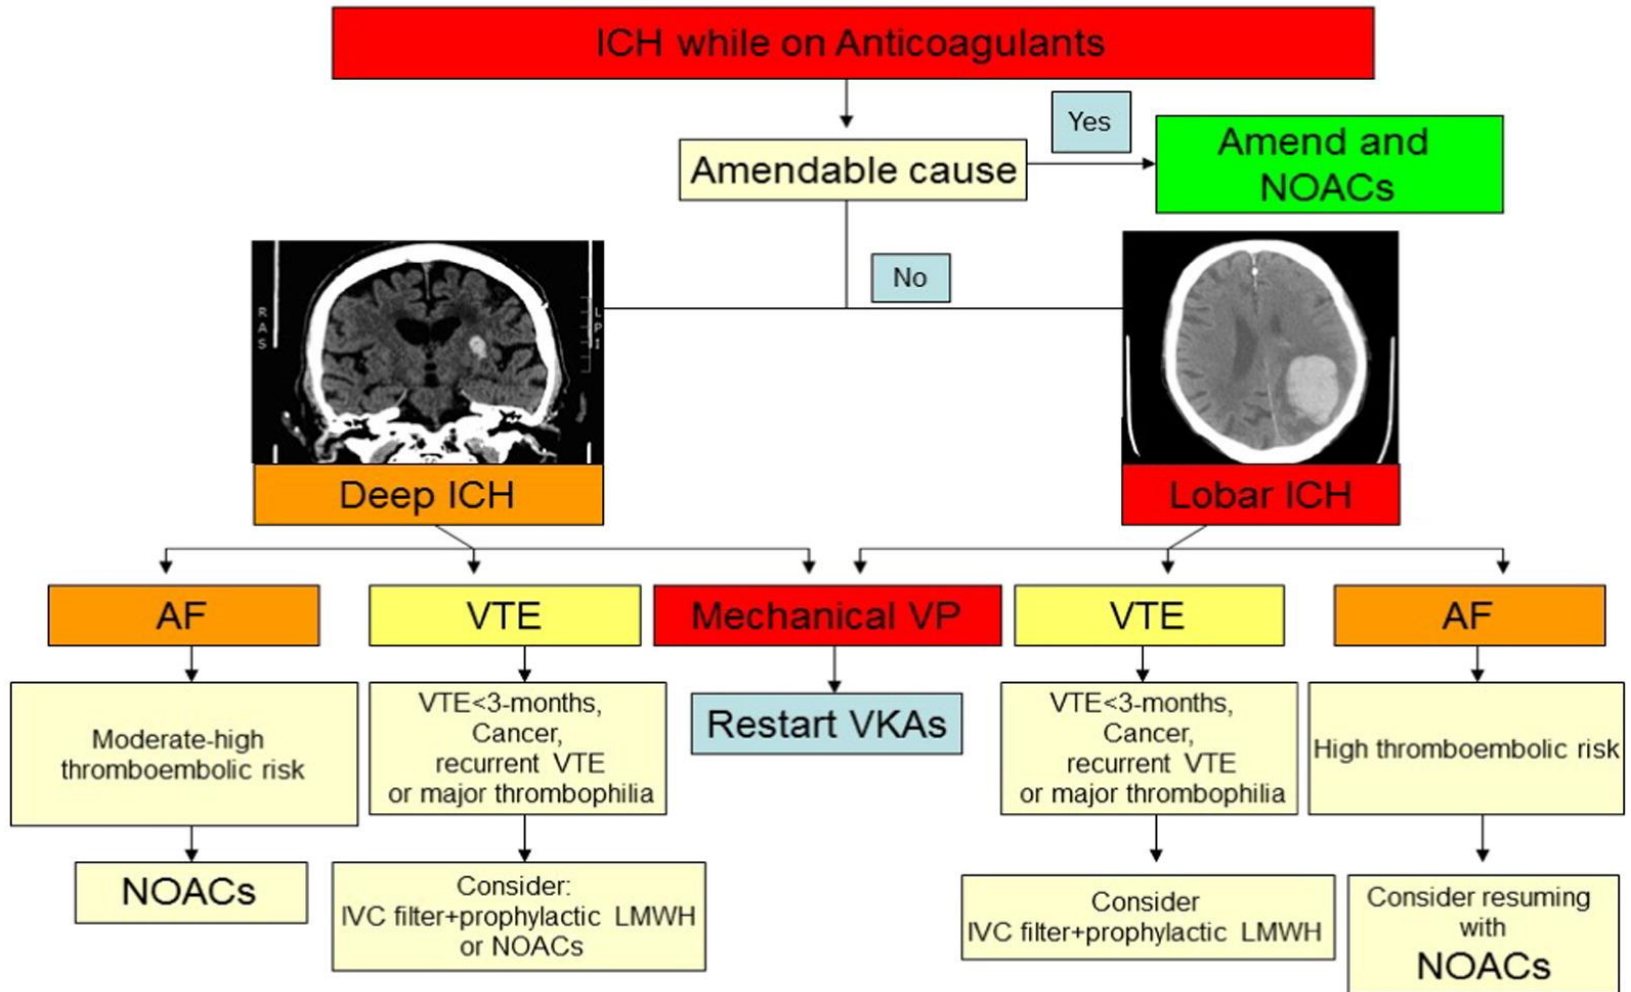 ICH while on Anticoagulants
Yes
Amendable cause
Amend and
NOACs
No
R
A
S
L
P
I
Deep ICH
Lobar ICH
AF
VTE
Mechanical VP
VTE
AF
Moderate-high
thromboembolic risk
VTE<3-months,
Cancer,
recurrent VTE
or major thrombophilia
Restart VKAs
VTE<3-months,
Cancer,
recurrent VTE
or major thrombophilia
High thromboembolic risk
NOACs
Consider:
IVC filter+prophylactic LMWH
or NOACs
Consider
IVC filter+prophylactic LMWH
Consider resuming
with
NOACs